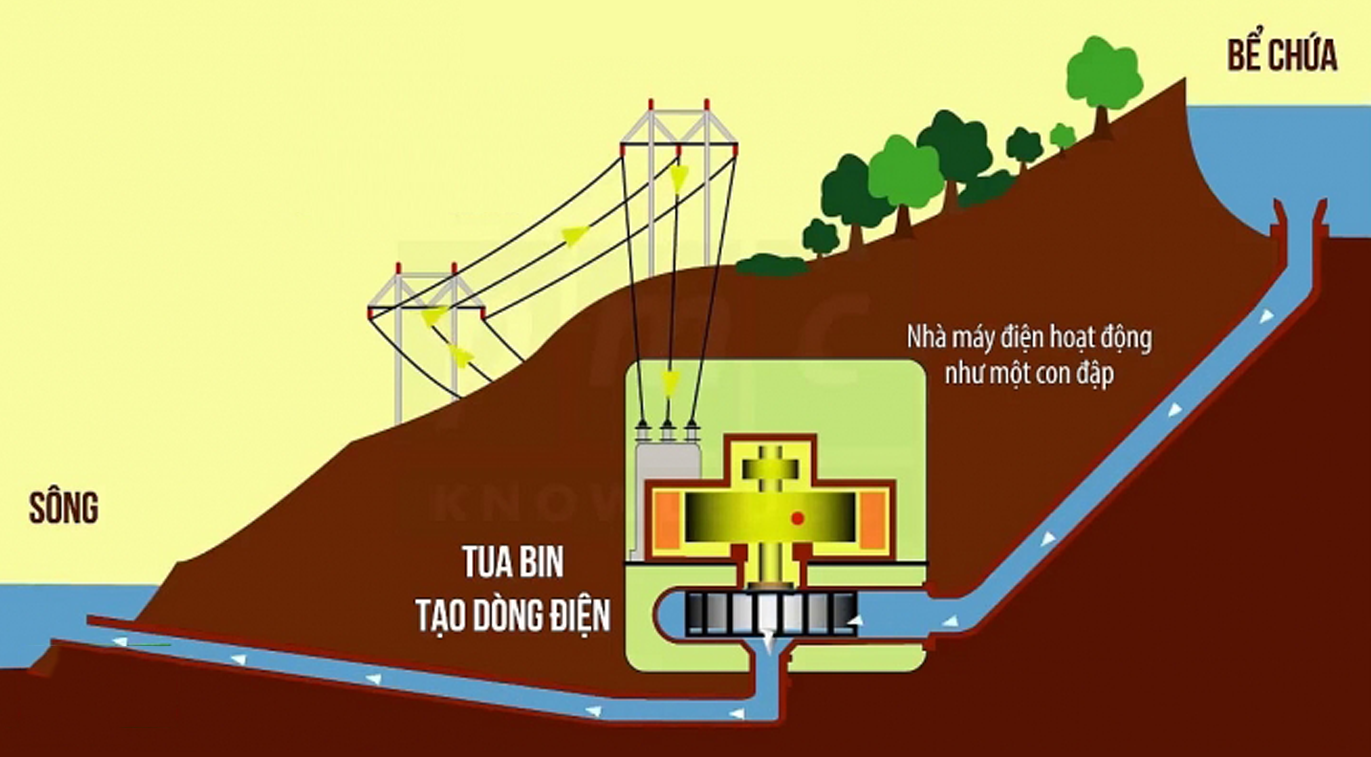 BỂ CHỨA
Nhà máy điện hoạt động
như một con đập
SÔNG
TUA BIN
TẠO DÒNG ĐIỆN